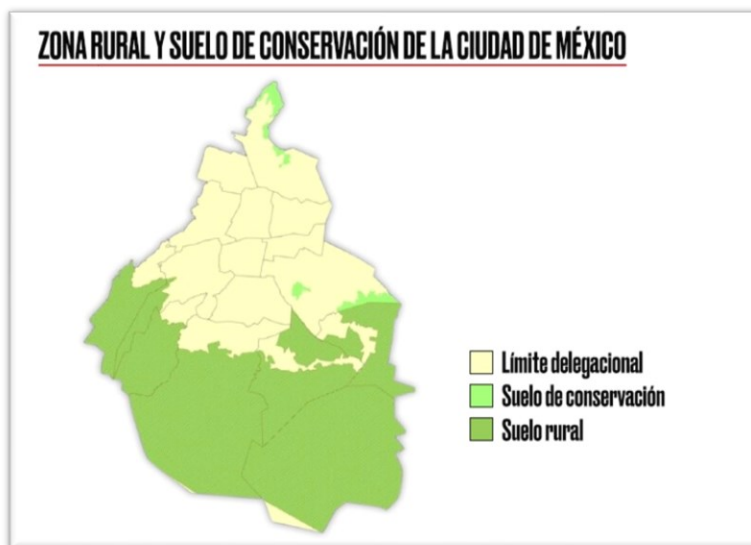 ZONA RURAL Y SUELO DE CONSERVACIÓN DE LA CIUDAD DE MÉXICO
Límite delegacional
Suelo de conservación
Suelo rural